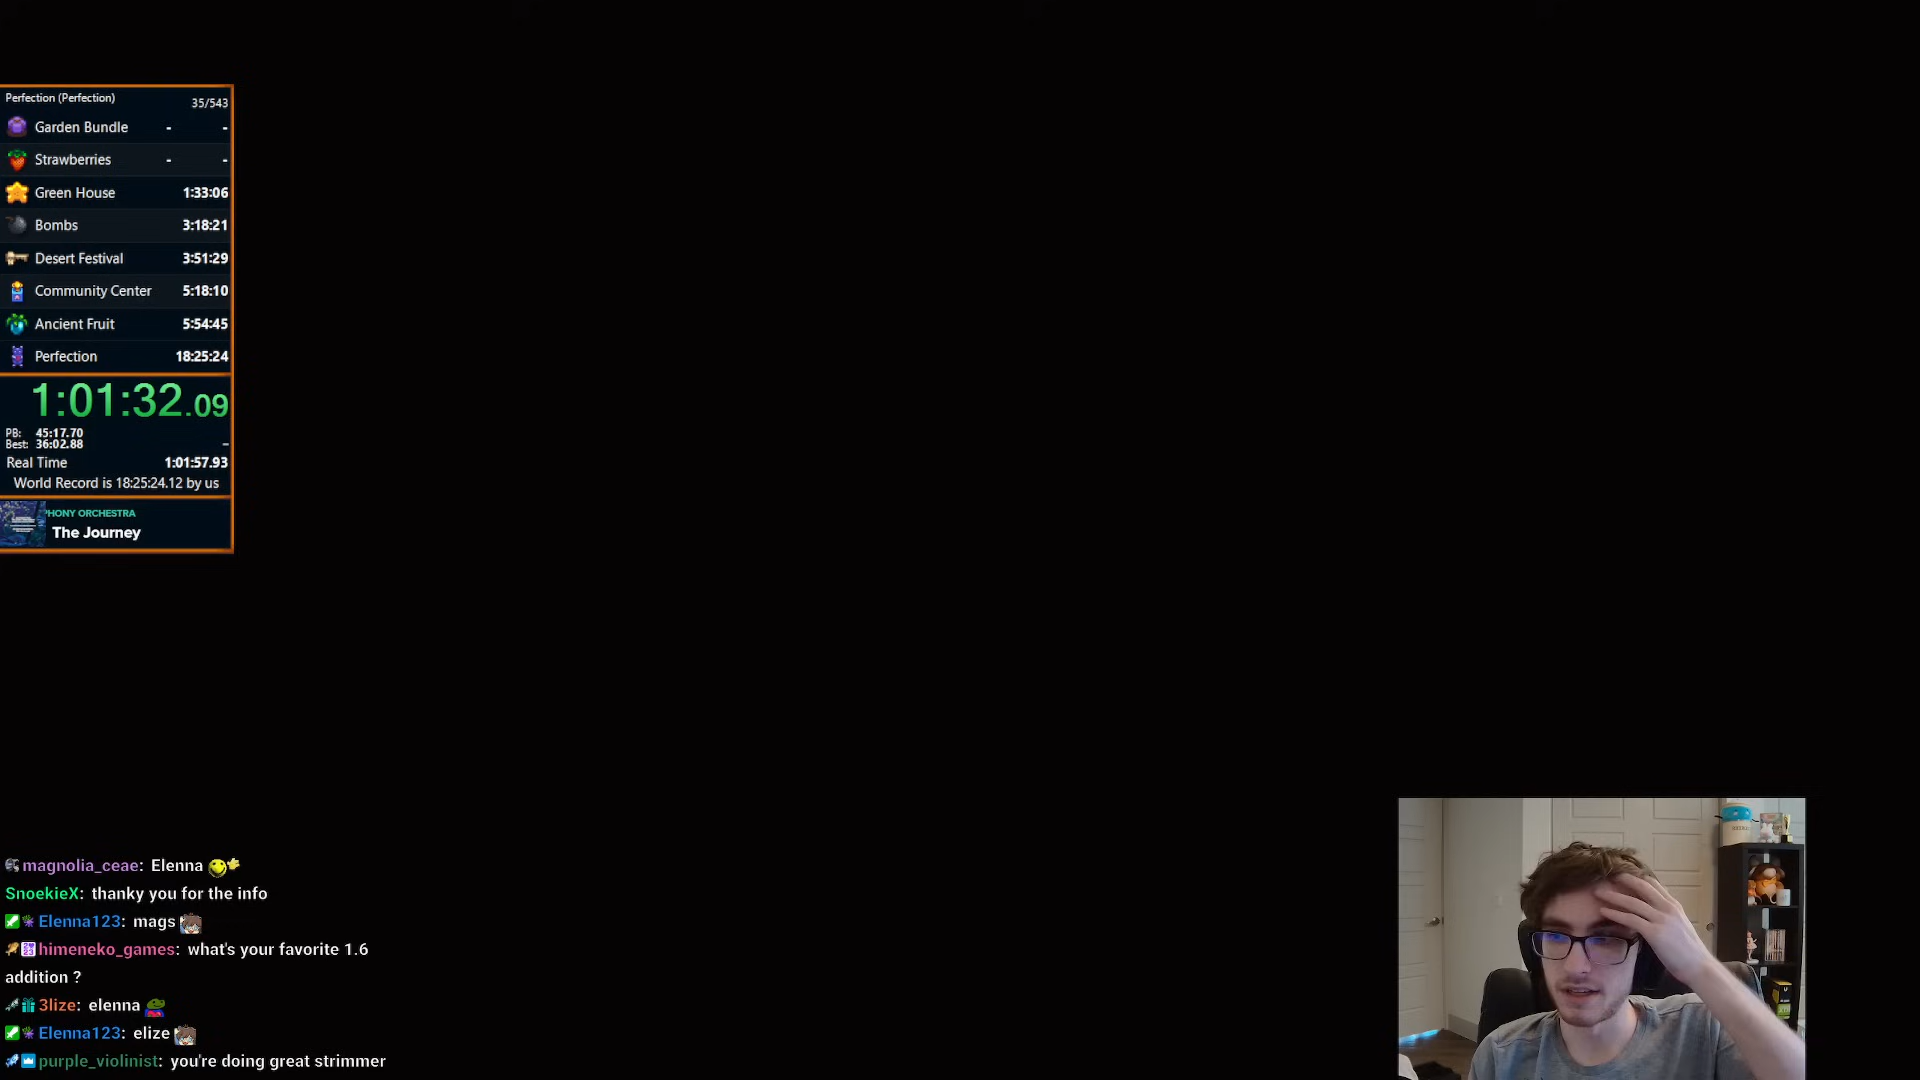 Perfection (Perfection)
35/543
Garden Bundle - -
Strawberries - -
Green House 1:33:06
Bombs 3:18:21
Desert Festival 3:51:29
Community Center 5:18:10
Ancient Fruit 5:54:45
Perfection 18:25:24
1:01:32.09
PB: 45:17.70
Best: 36:02.88 -
Real Time 1:01:57.93
World Record is 18:25:24.12 by us
PHONY ORCHESTRA
The Journey
magnolia_ceae: Elenna
SnoekieX: thanky you for the info
Elenna123: mags
himeneko_games: what's your favorite 1.6
addition ?
3lize: elenna
Elenna123: elize
purple_violinist: you're doing great strimmer